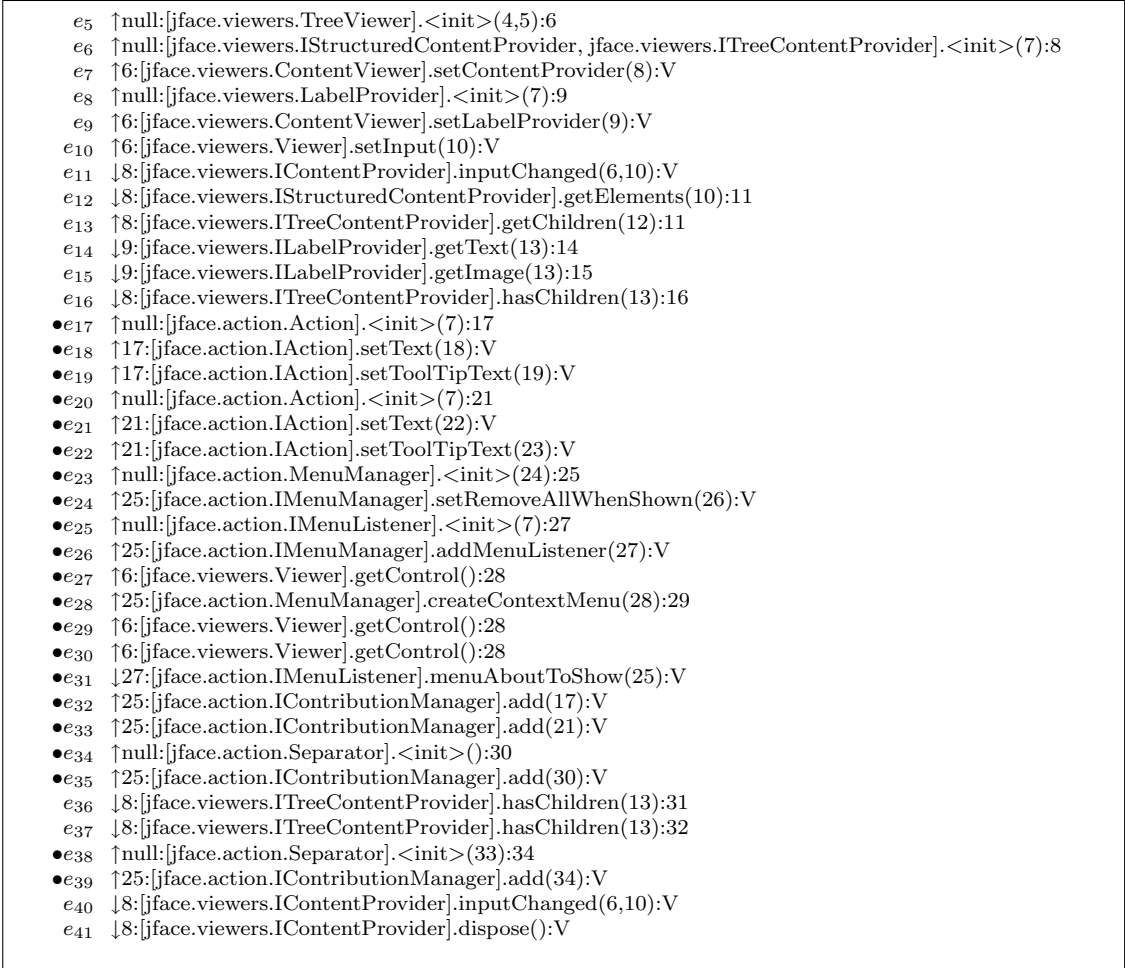 e5 ↑null:[jface.viewers.TreeViewer].<init>(4,5):6
e6 ↑null:[jface.viewers.IStructuredContentProvider, jface.viewers.ITreeContentProvider].<init>(7):8
e7 ↑6:[jface.viewers.ContentViewer].setContentProvider(8):V
e8 ↑null:[jface.viewers.LabelProvider].<init>(7):9
e9 ↑6:[jface.viewers.ContentViewer].setLabelProvider(9):V
e10 ↑6:[jface.viewers.Viewer].setInput(10):V
e11 ↓8:[jface.viewers.IContentProvider].inputChanged(6,10):V
e12 ↓8:[jface.viewers.IStructuredContentProvider].getElements(10):11
e13 ↑8:[jface.viewers.ITreeContentProvider].getChildren(12):11
e14 ↓9:[jface.viewers.ILabelProvider].getText(13):14
e15 ↓9:[jface.viewers.ILabelProvider].getImage(13):15
e16 ↓8:[jface.viewers.ITreeContentProvider].hasChildren(13):16
•e17 ↑null:[jface.action.Action].<init>(7):17
•e18 ↑17:[jface.action.IAction].setText(18):V
•e19 ↑17:[jface.action.IAction].setToolTipText(19):V
•e20 ↑null:[jface.action.Action].<init>(7):21
•e21 ↑21:[jface.action.IAction].setText(22):V
•e22 ↑21:[jface.action.IAction].setToolTipText(23):V
•e23 ↑null:[jface.action.MenuManager].<init>(24):25
•e24 ↑25:[jface.action.IMenuManager].setRemoveAllWhenShown(26):V
•e25 ↑null:[jface.action.IMenuListener].<init>(7):27
•e26 ↑25:[jface.action.IMenuManager].addMenuListener(27):V
•e27 ↑6:[jface.viewers.Viewer].getControl():28
•e28 ↑25:[jface.action.MenuManager].createContextMenu(28):29
•e29 ↑6:[jface.viewers.Viewer].getControl():28
•e30 ↑6:[jface.viewers.Viewer].getControl():28
•e31 ↓27:[jface.action.IMenuListener].menuAboutToShow(25):V
•e32 ↑25:[jface.action.IContributionManager].add(17):V
•e33 ↑25:[jface.action.IContributionManager].add(21):V
•e34 ↑null:[jface.action.Separator].<init>():30
•e35 ↑25:[jface.action.IContributionManager].add(30):V
e36 ↓8:[jface.viewers.ITreeContentProvider].hasChildren(13):31
e37 ↓8:[jface.viewers.ITreeContentProvider].hasChildren(13):32
•e38 ↑null:[jface.action.Separator].<init>(33):34
•e39 ↑25:[jface.action.IContributionManager].add(34):V
e40 ↓8:[jface.viewers.IContentProvider].inputChanged(6,10):V
e41 ↓8:[jface.viewers.IContentProvider].dispose():V